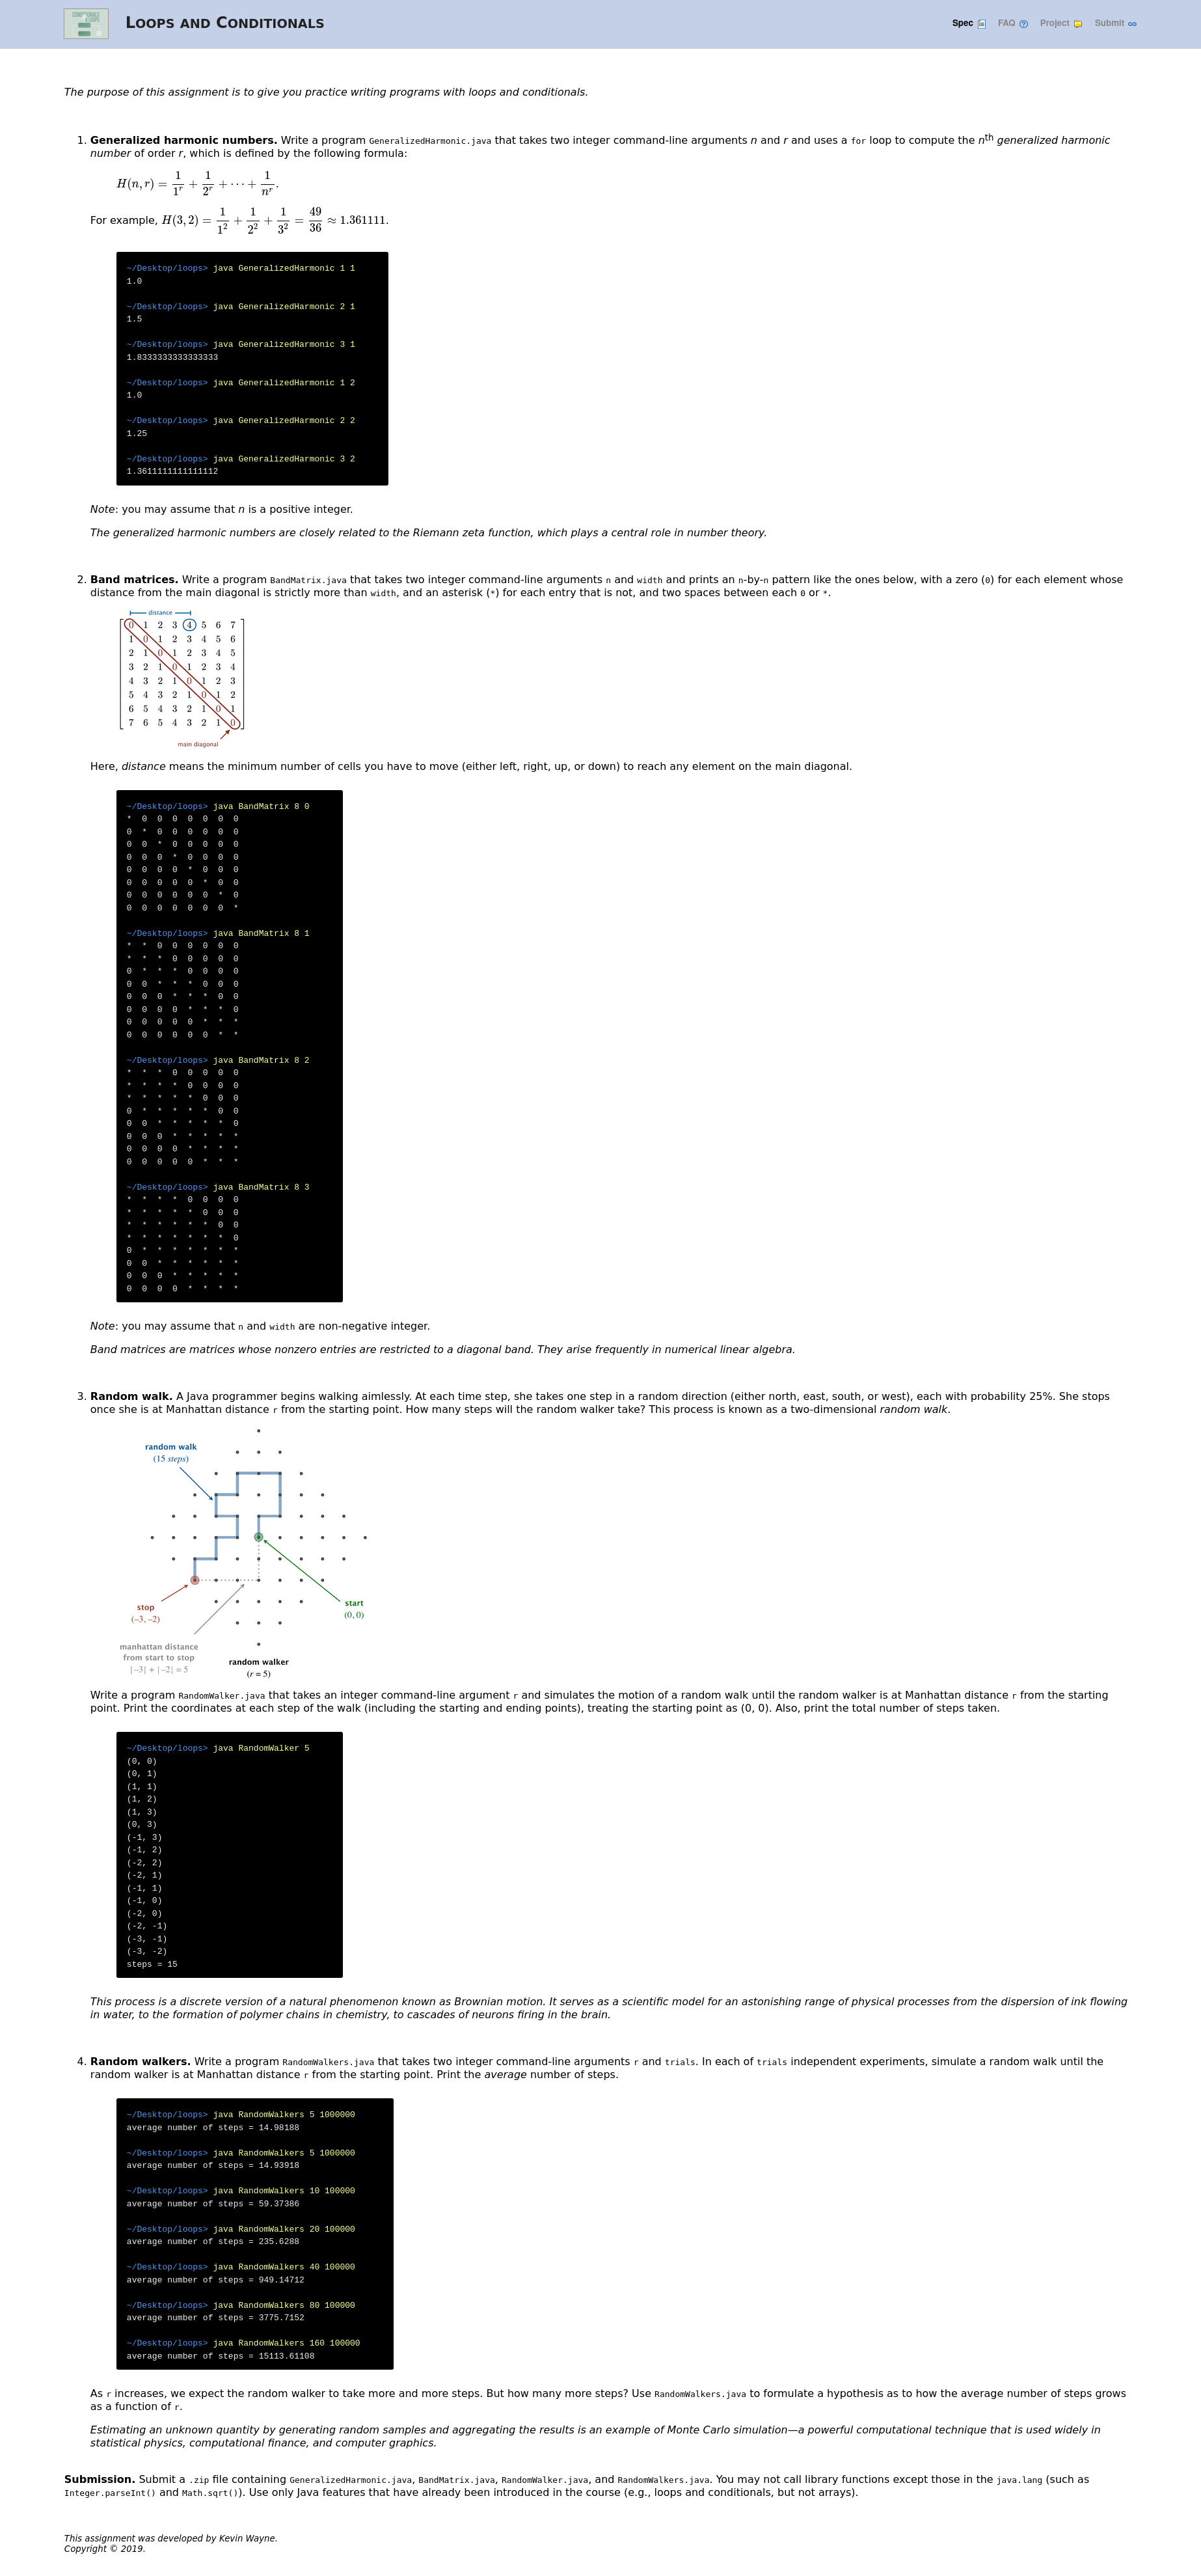 LOOPS AND CONDITIONALS
Spec FAQ Project Submit
The purpose of this assignment is to give you practice writing programs with loops and conditionals.
1. Generalized harmonic numbers. Write a program GeneralizedHarmonic.java that takes two integer command-line arguments n and r and uses a for loop to compute the nth generalized harmonic
number of order r, which is defined by the following formula:
H(n, r) = 1/1^r + 1/2^r + ··· + 1/n^r.
For example, H(3, 2) = 1/1^2 + 1/2^2 + 1/3^2 = 49/36 ≈ 1.361111.
~/Desktop/loops> java GeneralizedHarmonic 1 1
1.0
~/Desktop/loops> java GeneralizedHarmonic 2 1
1.5
~/Desktop/loops> java GeneralizedHarmonic 3 1
1.8333333333333333
~/Desktop/loops> java GeneralizedHarmonic 1 2
1.0
~/Desktop/loops> java GeneralizedHarmonic 2 2
1.25
~/Desktop/loops> java GeneralizedHarmonic 3 2
1.3611111111111112
Note: you may assume that n is a positive integer.
The generalized harmonic numbers are closely related to the Riemann zeta function, which plays a central role in number theory.
2. Band matrices. Write a program BandMatrix.java that takes two integer command-line arguments n and width and prints an n-by-n pattern like the ones below, with a zero (0) for each element whose
distance from the main diagonal is strictly more than width, and an asterisk (*) for each entry that is not, and two spaces between each 0 or *.
distance
0 1 2 3 4 5 6 7
1 0 1 2 3 4 5 6
2 1 0 1 2 3 4 5
3 2 1 0 1 2 3 4
4 3 2 1 0 1 2 3
5 4 3 2 1 0 1 2
6 5 4 3 2 1 0 1
7 6 5 4 3 2 1 0
main diagonal
Here, distance means the minimum number of cells you have to move (either left, right, up, or down) to reach any element on the main diagonal.
~/Desktop/loops> java BandMatrix 8 0
*  0  0  0  0  0  0  0
0  *  0  0  0  0  0  0
0  0  *  0  0  0  0  0
0  0  0  *  0  0  0  0
0  0  0  0  *  0  0  0
0  0  0  0  0  *  0  0
0  0  0  0  0  0  *  0
0  0  0  0  0  0  0  *
~/Desktop/loops> java BandMatrix 8 1
*  *  0  0  0  0  0  0
*  *  *  0  0  0  0  0
0  *  *  *  0  0  0  0
0  0  *  *  *  0  0  0
0  0  0  *  *  *  0  0
0  0  0  0  *  *  *  0
0  0  0  0  0  *  *  *
0  0  0  0  0  0  *  *
~/Desktop/loops> java BandMatrix 8 2
*  *  *  0  0  0  0  0
*  *  *  *  0  0  0  0
*  *  *  *  *  0  0  0
0  *  *  *  *  *  0  0
0  0  *  *  *  *  *  0
0  0  0  *  *  *  *  *
0  0  0  0  *  *  *  *
0  0  0  0  0  *  *  *
~/Desktop/loops> java BandMatrix 8 3
*  *  *  *  0  0  0  0
*  *  *  *  *  0  0  0
*  *  *  *  *  *  0  0
*  *  *  *  *  *  *  0
0  *  *  *  *  *  *  *
0  0  *  *  *  *  *  *
0  0  0  *  *  *  *  *
0  0  0  0  *  *  *  *
Note: you may assume that n and width are non-negative integer.
Band matrices are matrices whose nonzero entries are restricted to a diagonal band. They arise frequently in numerical linear algebra.
3. Random walk. A Java programmer begins walking aimlessly. At each time step, she takes one step in a random direction (either north, east, south, or west), each with probability 25%. She stops
once she is at Manhattan distance r from the starting point. How many steps will the random walker take? This process is known as a two-dimensional random walk.
random walk
(15 steps)
stop
(–3, –2)
start
(0, 0)
manhattan distance
from start to stop
|−3| + |−2| = 5
random walker
(r = 5)
Write a program RandomWalker.java that takes an integer command-line argument r and simulates the motion of a random walk until the random walker is at Manhattan distance r from the starting
point. Print the coordinates at each step of the walk (including the starting and ending points), treating the starting point as (0, 0). Also, print the total number of steps taken.
~/Desktop/loops> java RandomWalker 5
(0, 0)
(0, 1)
(1, 1)
(1, 2)
(1, 3)
(0, 3)
(-1, 3)
(-1, 2)
(-2, 2)
(-2, 1)
(-1, 1)
(-1, 0)
(-2, 0)
(-2, -1)
(-3, -1)
(-3, -2)
steps = 15
This process is a discrete version of a natural phenomenon known as Brownian motion. It serves as a scientific model for an astonishing range of physical processes from the dispersion of ink flowing
in water, to the formation of polymer chains in chemistry, to cascades of neurons firing in the brain.
4. Random walkers. Write a program RandomWalkers.java that takes two integer command-line arguments r and trials. In each of trials independent experiments, simulate a random walk until the
random walker is at Manhattan distance r from the starting point. Print the average number of steps.
~/Desktop/loops> java RandomWalkers 5 1000000
average number of steps = 14.98188
~/Desktop/loops> java RandomWalkers 5 1000000
average number of steps = 14.93918
~/Desktop/loops> java RandomWalkers 10 100000
average number of steps = 59.37386
~/Desktop/loops> java RandomWalkers 20 100000
average number of steps = 235.6288
~/Desktop/loops> java RandomWalkers 40 100000
average number of steps = 949.14712
~/Desktop/loops> java RandomWalkers 80 100000
average number of steps = 3775.7152
~/Desktop/loops> java RandomWalkers 160 100000
average number of steps = 15113.61108
As r increases, we expect the random walker to take more and more steps. But how many more steps? Use RandomWalkers.java to formulate a hypothesis as to how the average number of steps grows
as a function of r.
Estimating an unknown quantity by generating random samples and aggregating the results is an example of Monte Carlo simulation—a powerful computational technique that is used widely in
statistical physics, computational finance, and computer graphics.
Submission. Submit a .zip file containing GeneralizedHarmonic.java, BandMatrix.java, RandomWalker.java, and RandomWalkers.java. You may not call library functions except those in the java.lang (such as
Integer.parseInt() and Math.sqrt()). Use only Java features that have already been introduced in the course (e.g., loops and conditionals, but not arrays).
This assignment was developed by Kevin Wayne.
Copyright © 2019.